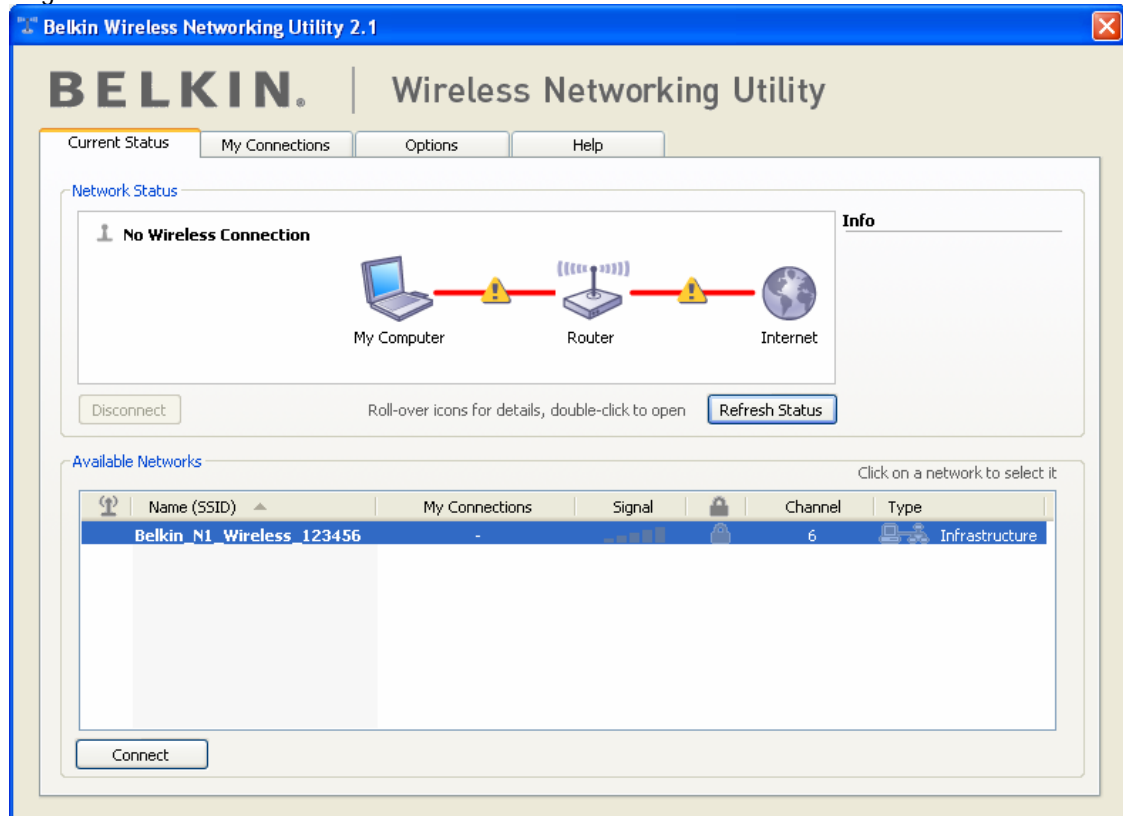 Belkin Wireless Networking Utility 2.1
BELKIN. Wireless Networking Utility
Current Status My Connections Options Help
Network Status
No Wireless Connection
Info
My Computer Router Internet
Disconnect Roll-over icons for details, double-click to open Refresh Status
Available Networks
Click on a network to select it
Name (SSID) My Connections Signal Channel Type
Belkin_N1_Wireless_123456 - 6 Infrastructure
Connect